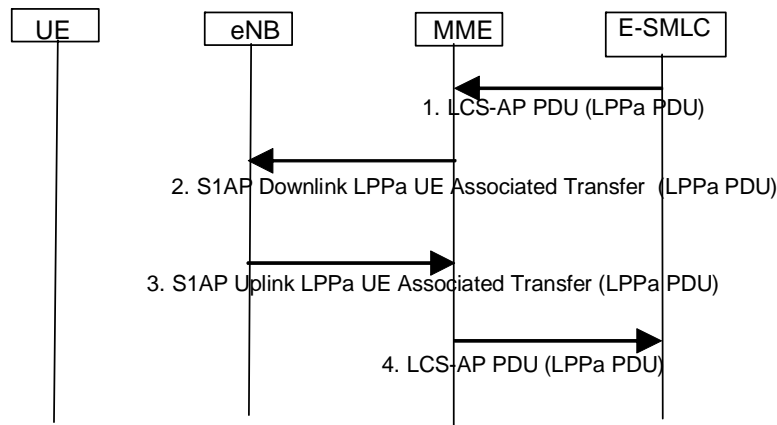 UE
eNB
MME
E-SMLC
1. LCS-AP PDU (LPPa PDU)
2. S1AP Downlink LPPa UE Associated Transfer (LPPa PDU)
3. S1AP Uplink LPPa UE Associated Transfer (LPPa PDU)
4. LCS-AP PDU (LPPa PDU)